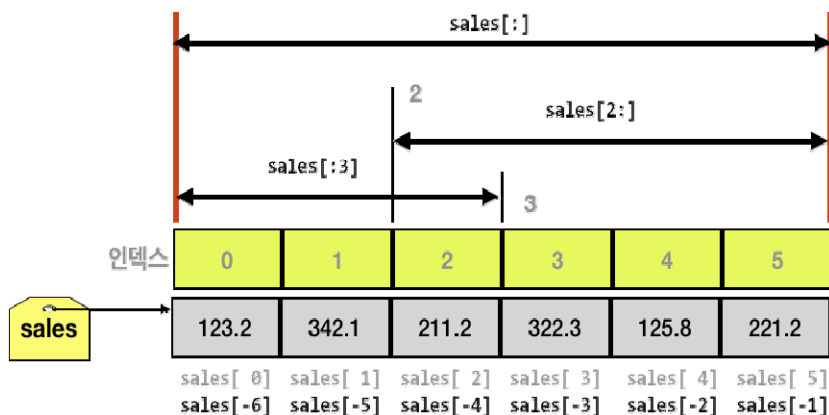 sales[:]
2
sales[2:]
sales[:3]
3
인덱스 0 1 2 3 4 5
sales 123.2 342.1 211.2 322.3 125.8 221.2
sales[ 0] sales[ 1] sales[ 2] sales[ 3] sales[ 4] sales[ 5]
sales[-6] sales[-5] sales[-4] sales[-3] sales[-2] sales[-1]